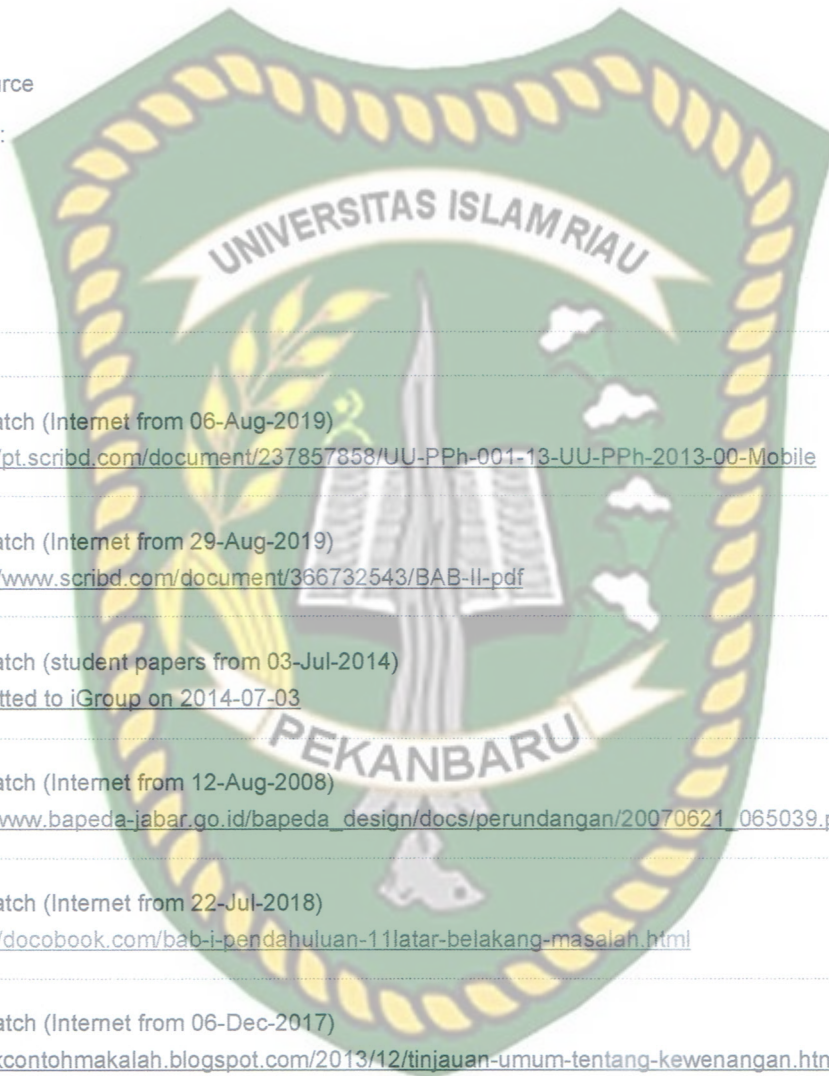 UNIVERSITAS ISLAM RIAU
atch (Internet from 06-Aug-2019)
/pt.scribd.com/document/237857858/UU-PPh-001-13-UU-PPh-2013-00-Mobile
atch (Internet from 29-Aug-2019)
/www.scribd.com/document/366732543/BAB-II-pdf
atch (student papers from 03-Jul-2014)
tted to iGroup on 2014-07-03
PEKANBARU
atch (Internet from 12-Aug-2008)
www.bapeda-jabar.go.id/bapeda_design/docs/perundangan/20070621_065039.p
atch (Internet from 22-Jul-2018)
/docobook.com/bab-i-pendahuluan-11latar-belakang-masalah.html
atch (Internet from 06-Dec-2017)
kcontohmakalah.blogspot.com/2013/12/tinjauan-umum-tentang-kewenangan.htm